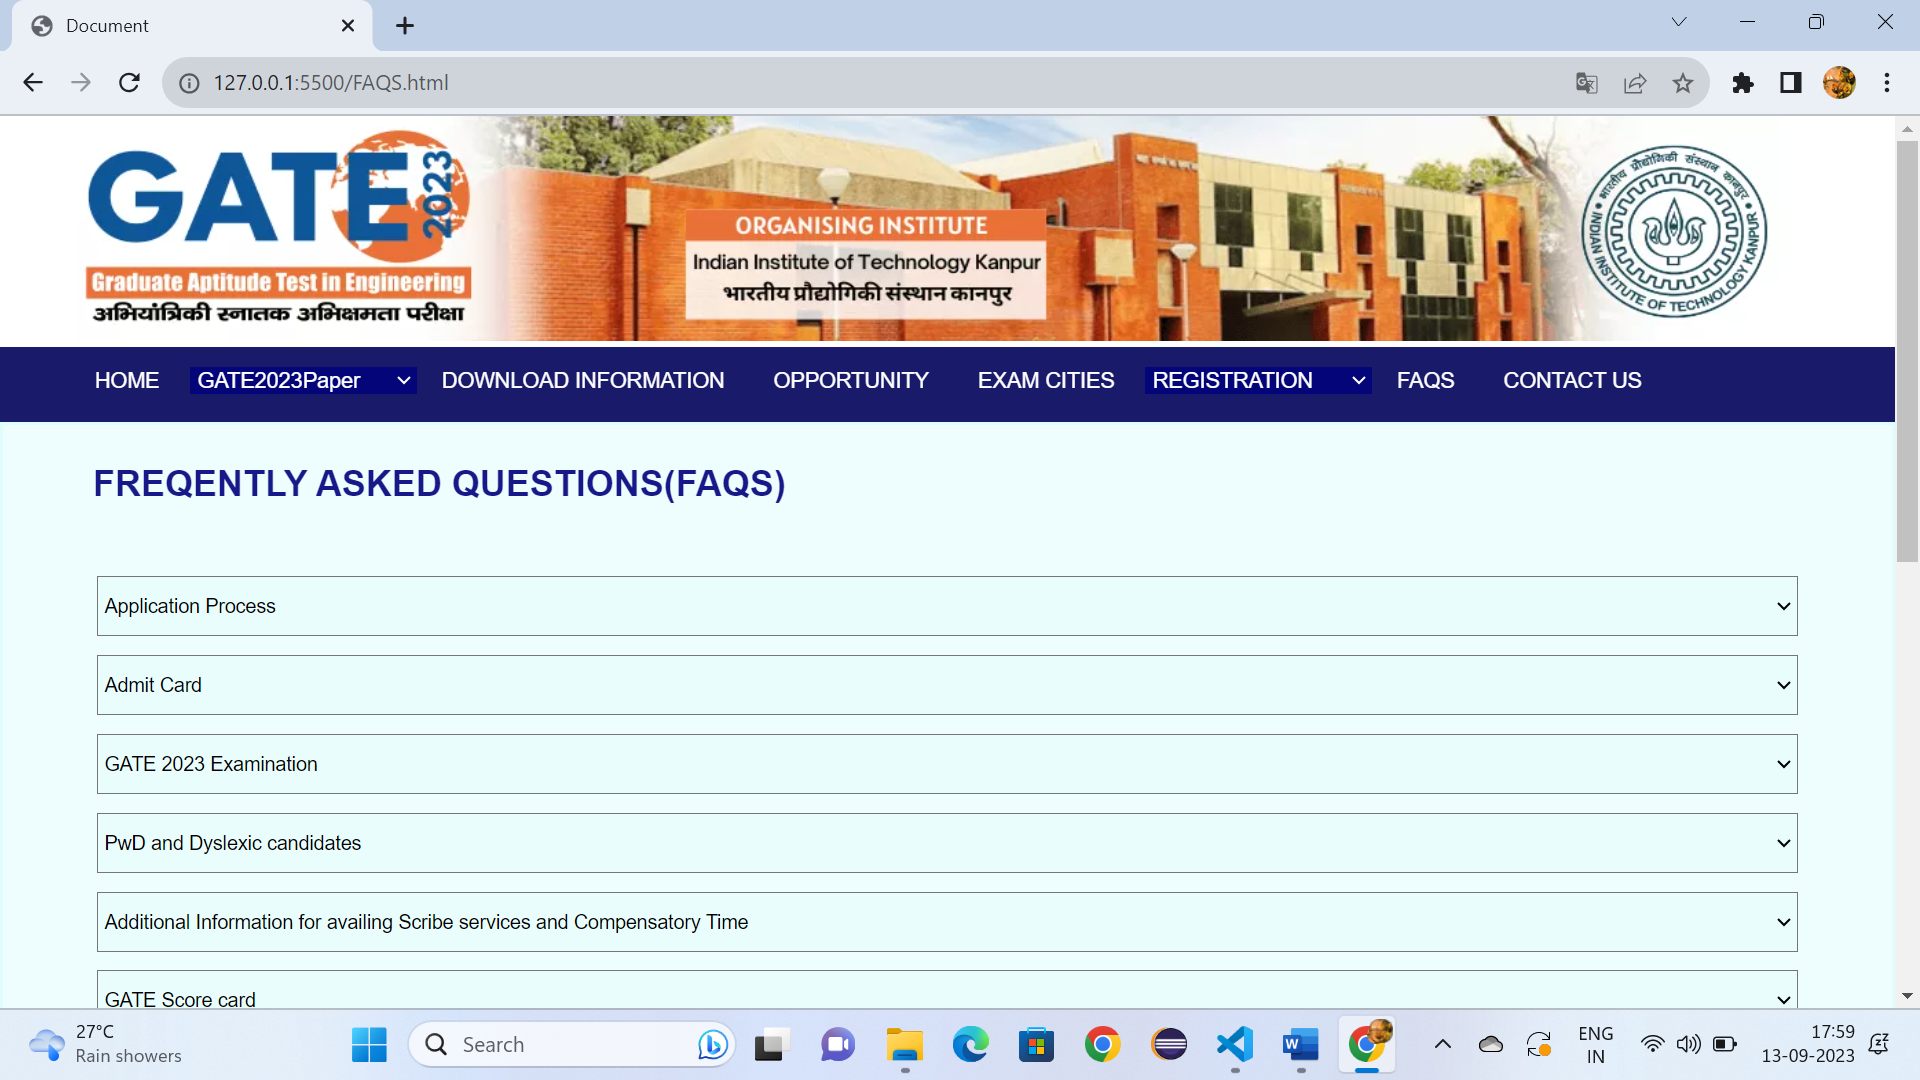 Document
127.0.0.1:5500/FAQS.html
GATE 2023
Graduate Aptitude Test in Engineering
अभियांत्रिकी स्नातक अभिक्षमता परीक्षा
ORGANISING INSTITUTE
Indian Institute of Technology Kanpur
भारतीय प्रौद्योगिकी संस्थान कानपुर
भारतीय प्रौद्योगिकी संस्थान कानपुर
INDIAN INSTITUTE OF TECHNOLOGY KANPUR
HOME GATE2023Paper DOWNLOAD INFORMATION OPPORTUNITY EXAM CITIES REGISTRATION FAQS CONTACT US
FREQENTLY ASKED QUESTIONS(FAQS)
Application Process
Admit Card
GATE 2023 Examination
PwD and Dyslexic candidates
Additional Information for availing Scribe services and Compensatory Time
GATE Score card
27°C
Rain showers
Search
ENG
IN
17:59
13-09-2023